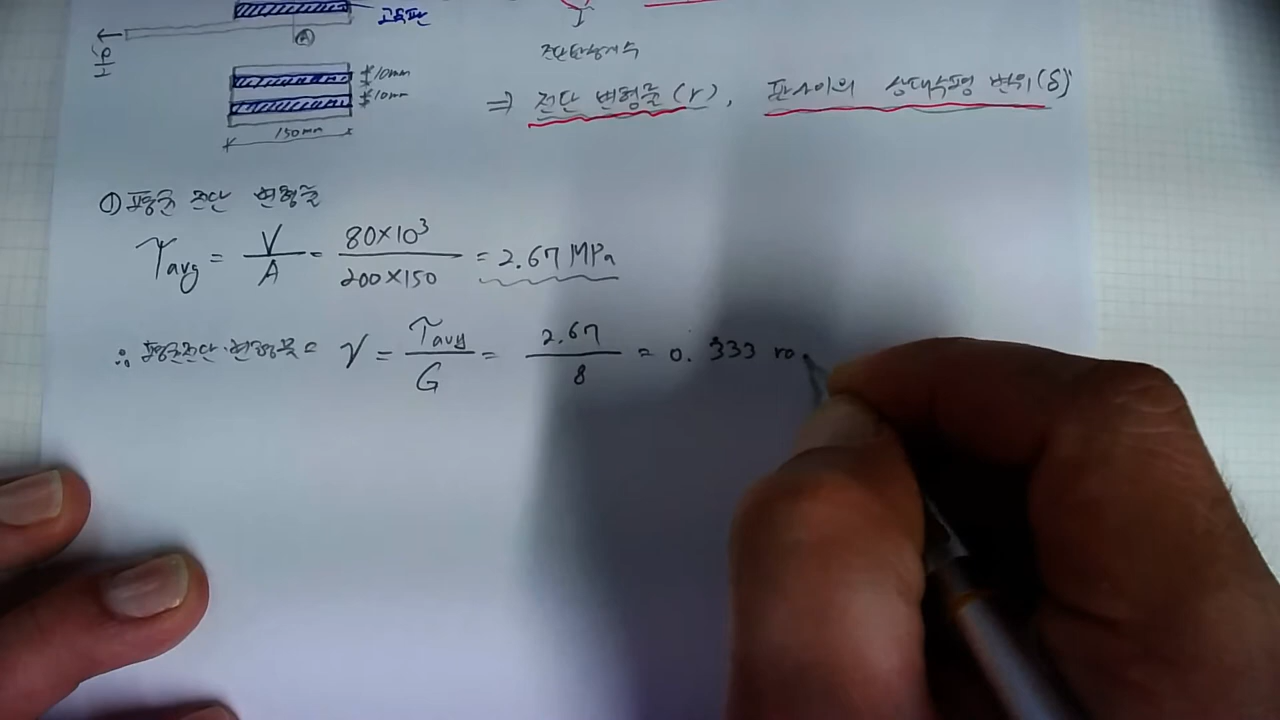 고무판
P
2
A
10mm
10mm
150mm
전단탄성계수
⇒ 전단 변형률(γ), 판사이의 상대수평 변위(δ)
① 평균 전단 변형률
τavg = V/A = 80×10³/200×150 = 2.67 MPa
∴ 평균전단변형률 = γ = τavg/G = 2.67/8 = 0.333 ra